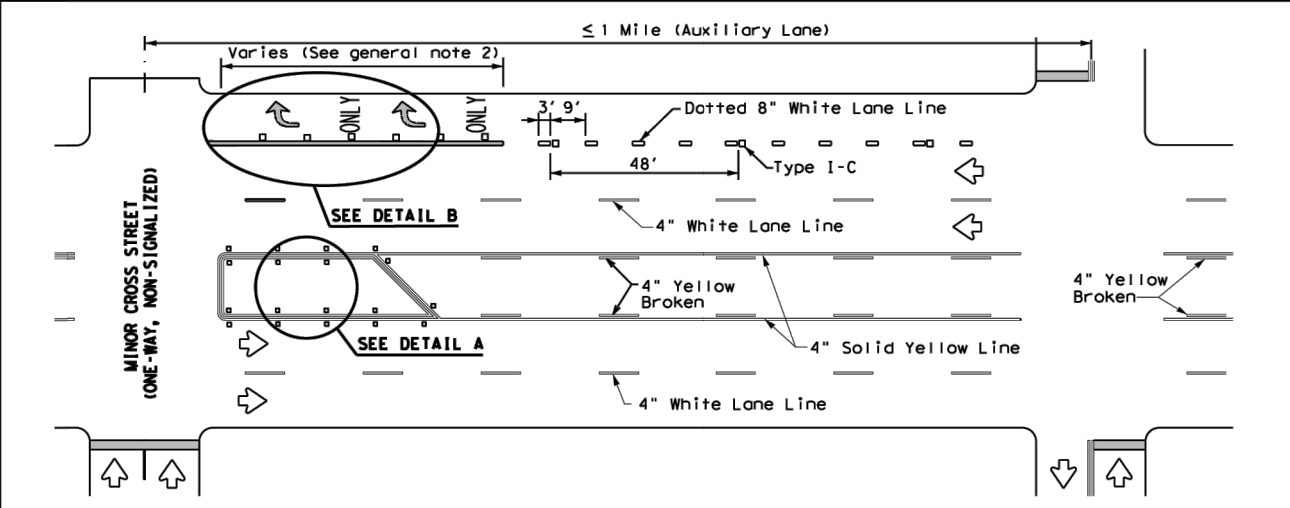 ≤ 1 Mile (Auxiliary Lane)
Varies (See general note 2)
ONLY
ONLY
3' 9'
Dotted 8" White Lane Line
48'
Type I-C
SEE DETAIL B
4" White Lane Line
MINOR CROSS STREET
(ONE-WAY, NON-SIGNALIZED)
4" Yellow
Broken
4" Yellow
Broken
SEE DETAIL A
4" Solid Yellow Line
4" White Lane Line